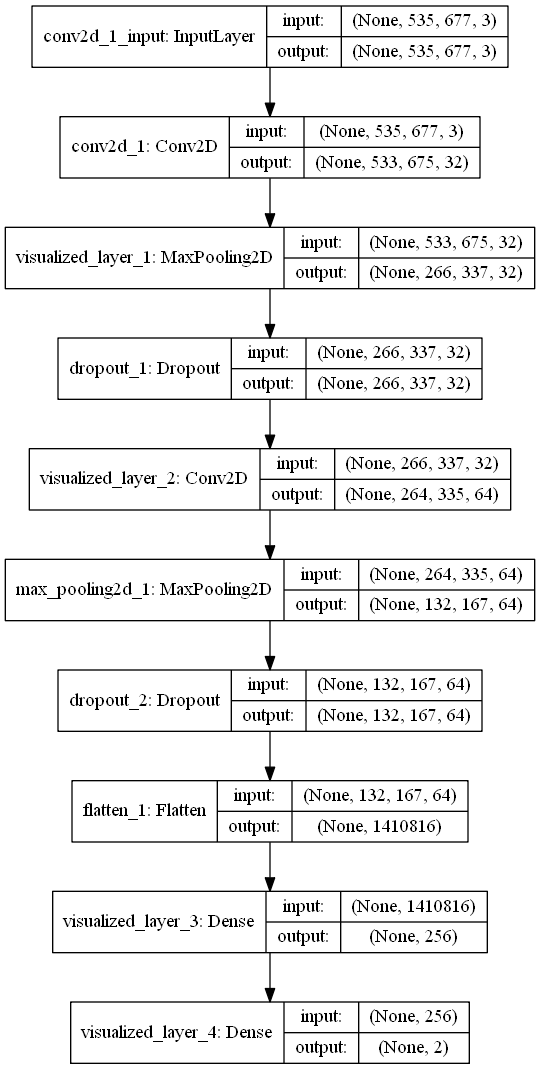 conv2d_1_input: InputLayer
input: (None, 535, 677, 3)
output: (None, 535, 677, 3)
conv2d_1: Conv2D
input: (None, 535, 677, 3)
output: (None, 533, 675, 32)
visualized_layer_1: MaxPooling2D
input: (None, 533, 675, 32)
output: (None, 266, 337, 32)
dropout_1: Dropout
input: (None, 266, 337, 32)
output: (None, 266, 337, 32)
visualized_layer_2: Conv2D
input: (None, 266, 337, 32)
output: (None, 264, 335, 64)
max_pooling2d_1: MaxPooling2D
input: (None, 264, 335, 64)
output: (None, 132, 167, 64)
dropout_2: Dropout
input: (None, 132, 167, 64)
output: (None, 132, 167, 64)
flatten_1: Flatten
input: (None, 132, 167, 64)
output: (None, 1410816)
visualized_layer_3: Dense
input: (None, 1410816)
output: (None, 256)
visualized_layer_4: Dense
input: (None, 256)
output: (None, 2)